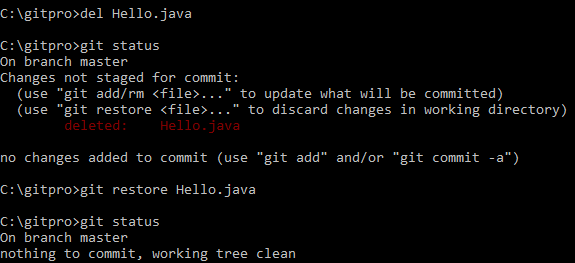 C:\gitpro>del Hello.java
C:\gitpro>git status
On branch master
Changes not staged for commit:
  (use "git add/rm <file>..." to update what will be committed)
  (use "git restore <file>..." to discard changes in working directory)
        deleted:    Hello.java
no changes added to commit (use "git add" and/or "git commit -a")
C:\gitpro>git restore Hello.java
C:\gitpro>git status
On branch master
nothing to commit, working tree clean